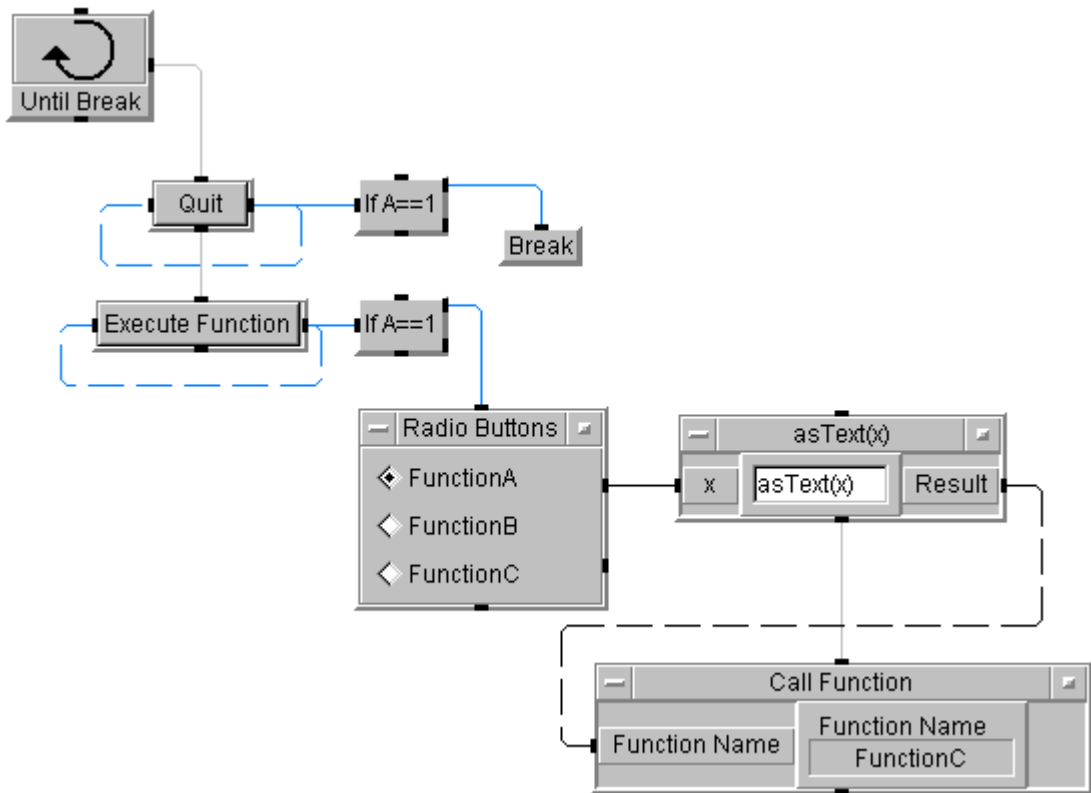 Until Break
Quit
If A==1
Break
Execute Function
If A==1
Radio Buttons
FunctionA
FunctionB
FunctionC
asText(x)
x
asText(x)
Result
Call Function
Function Name
Function Name
FunctionC